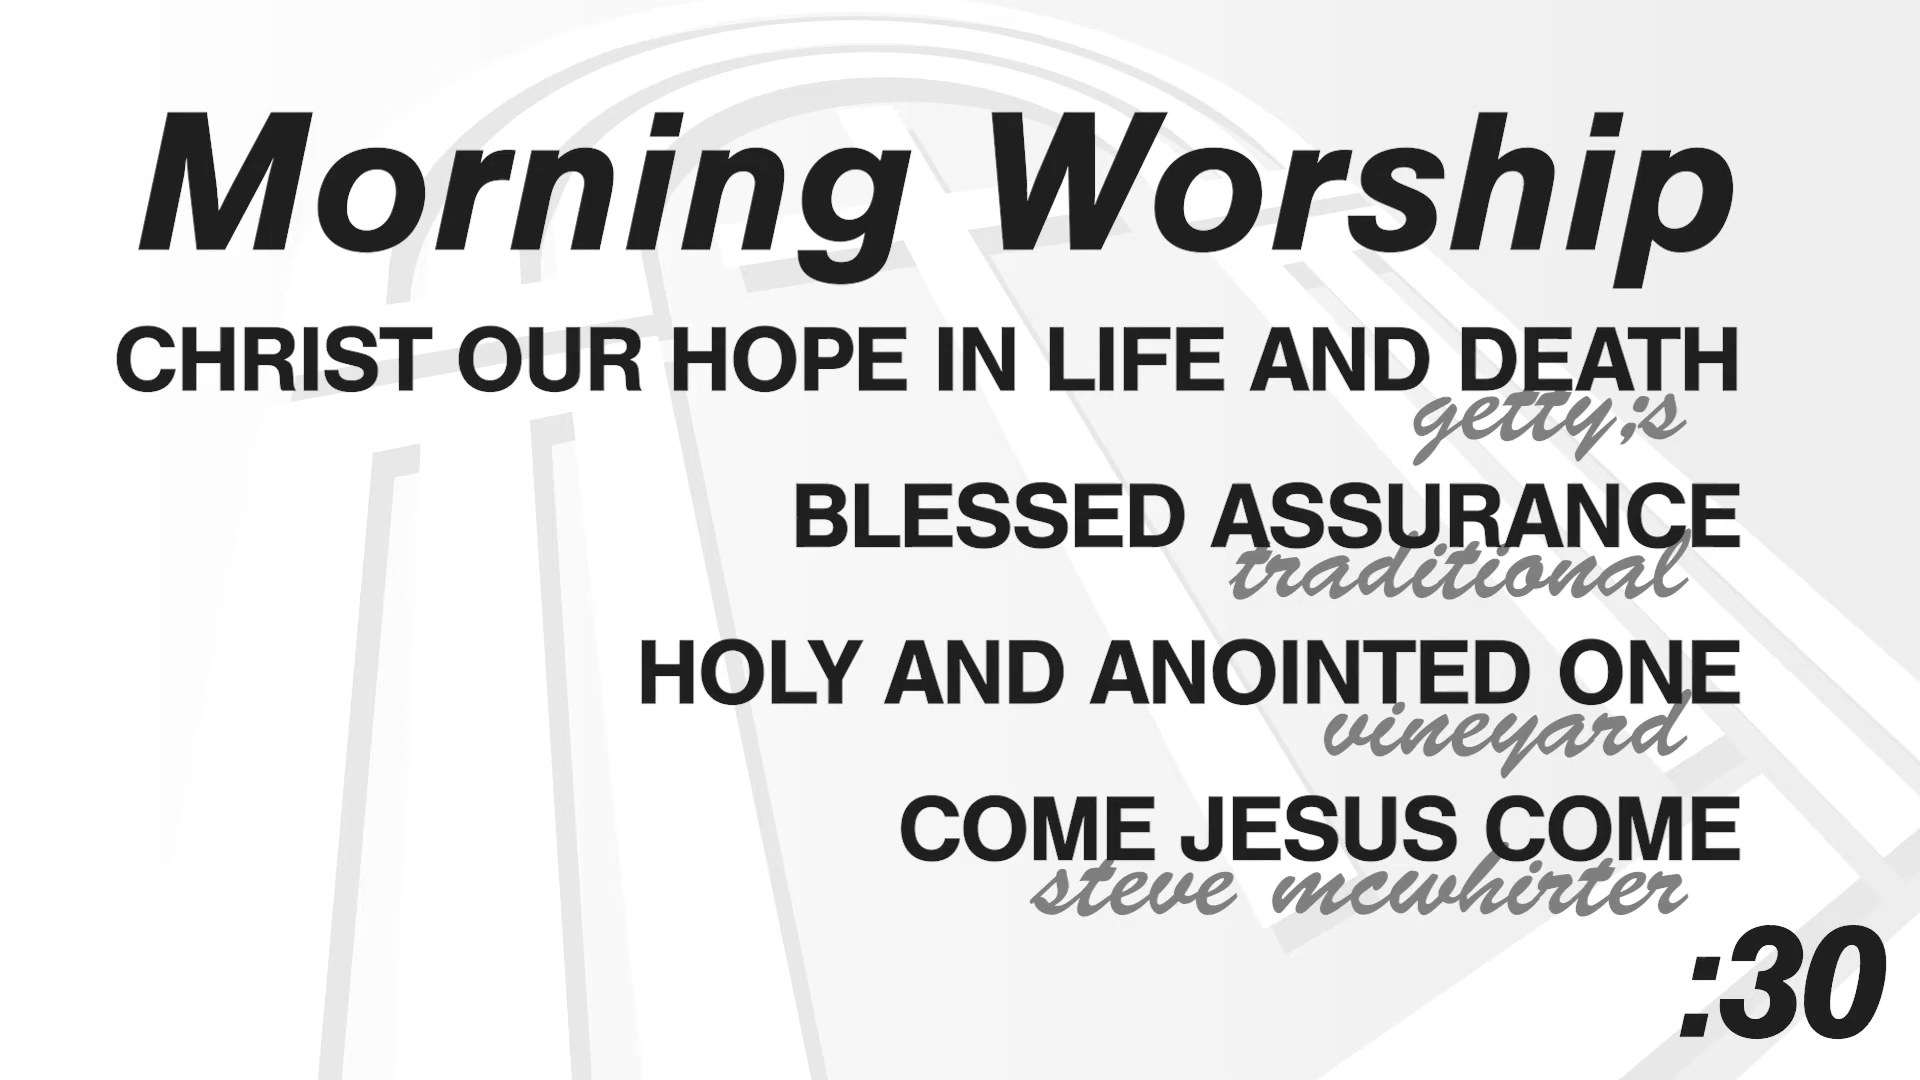 Morning Worship
CHRIST OUR HOPE IN LIFE AND DEATH
getty;s
BLESSED ASSURANCE
traditional
HOLY AND ANOINTED ONE
vineyard
COME JESUS COME
steve mcwhirter
:30